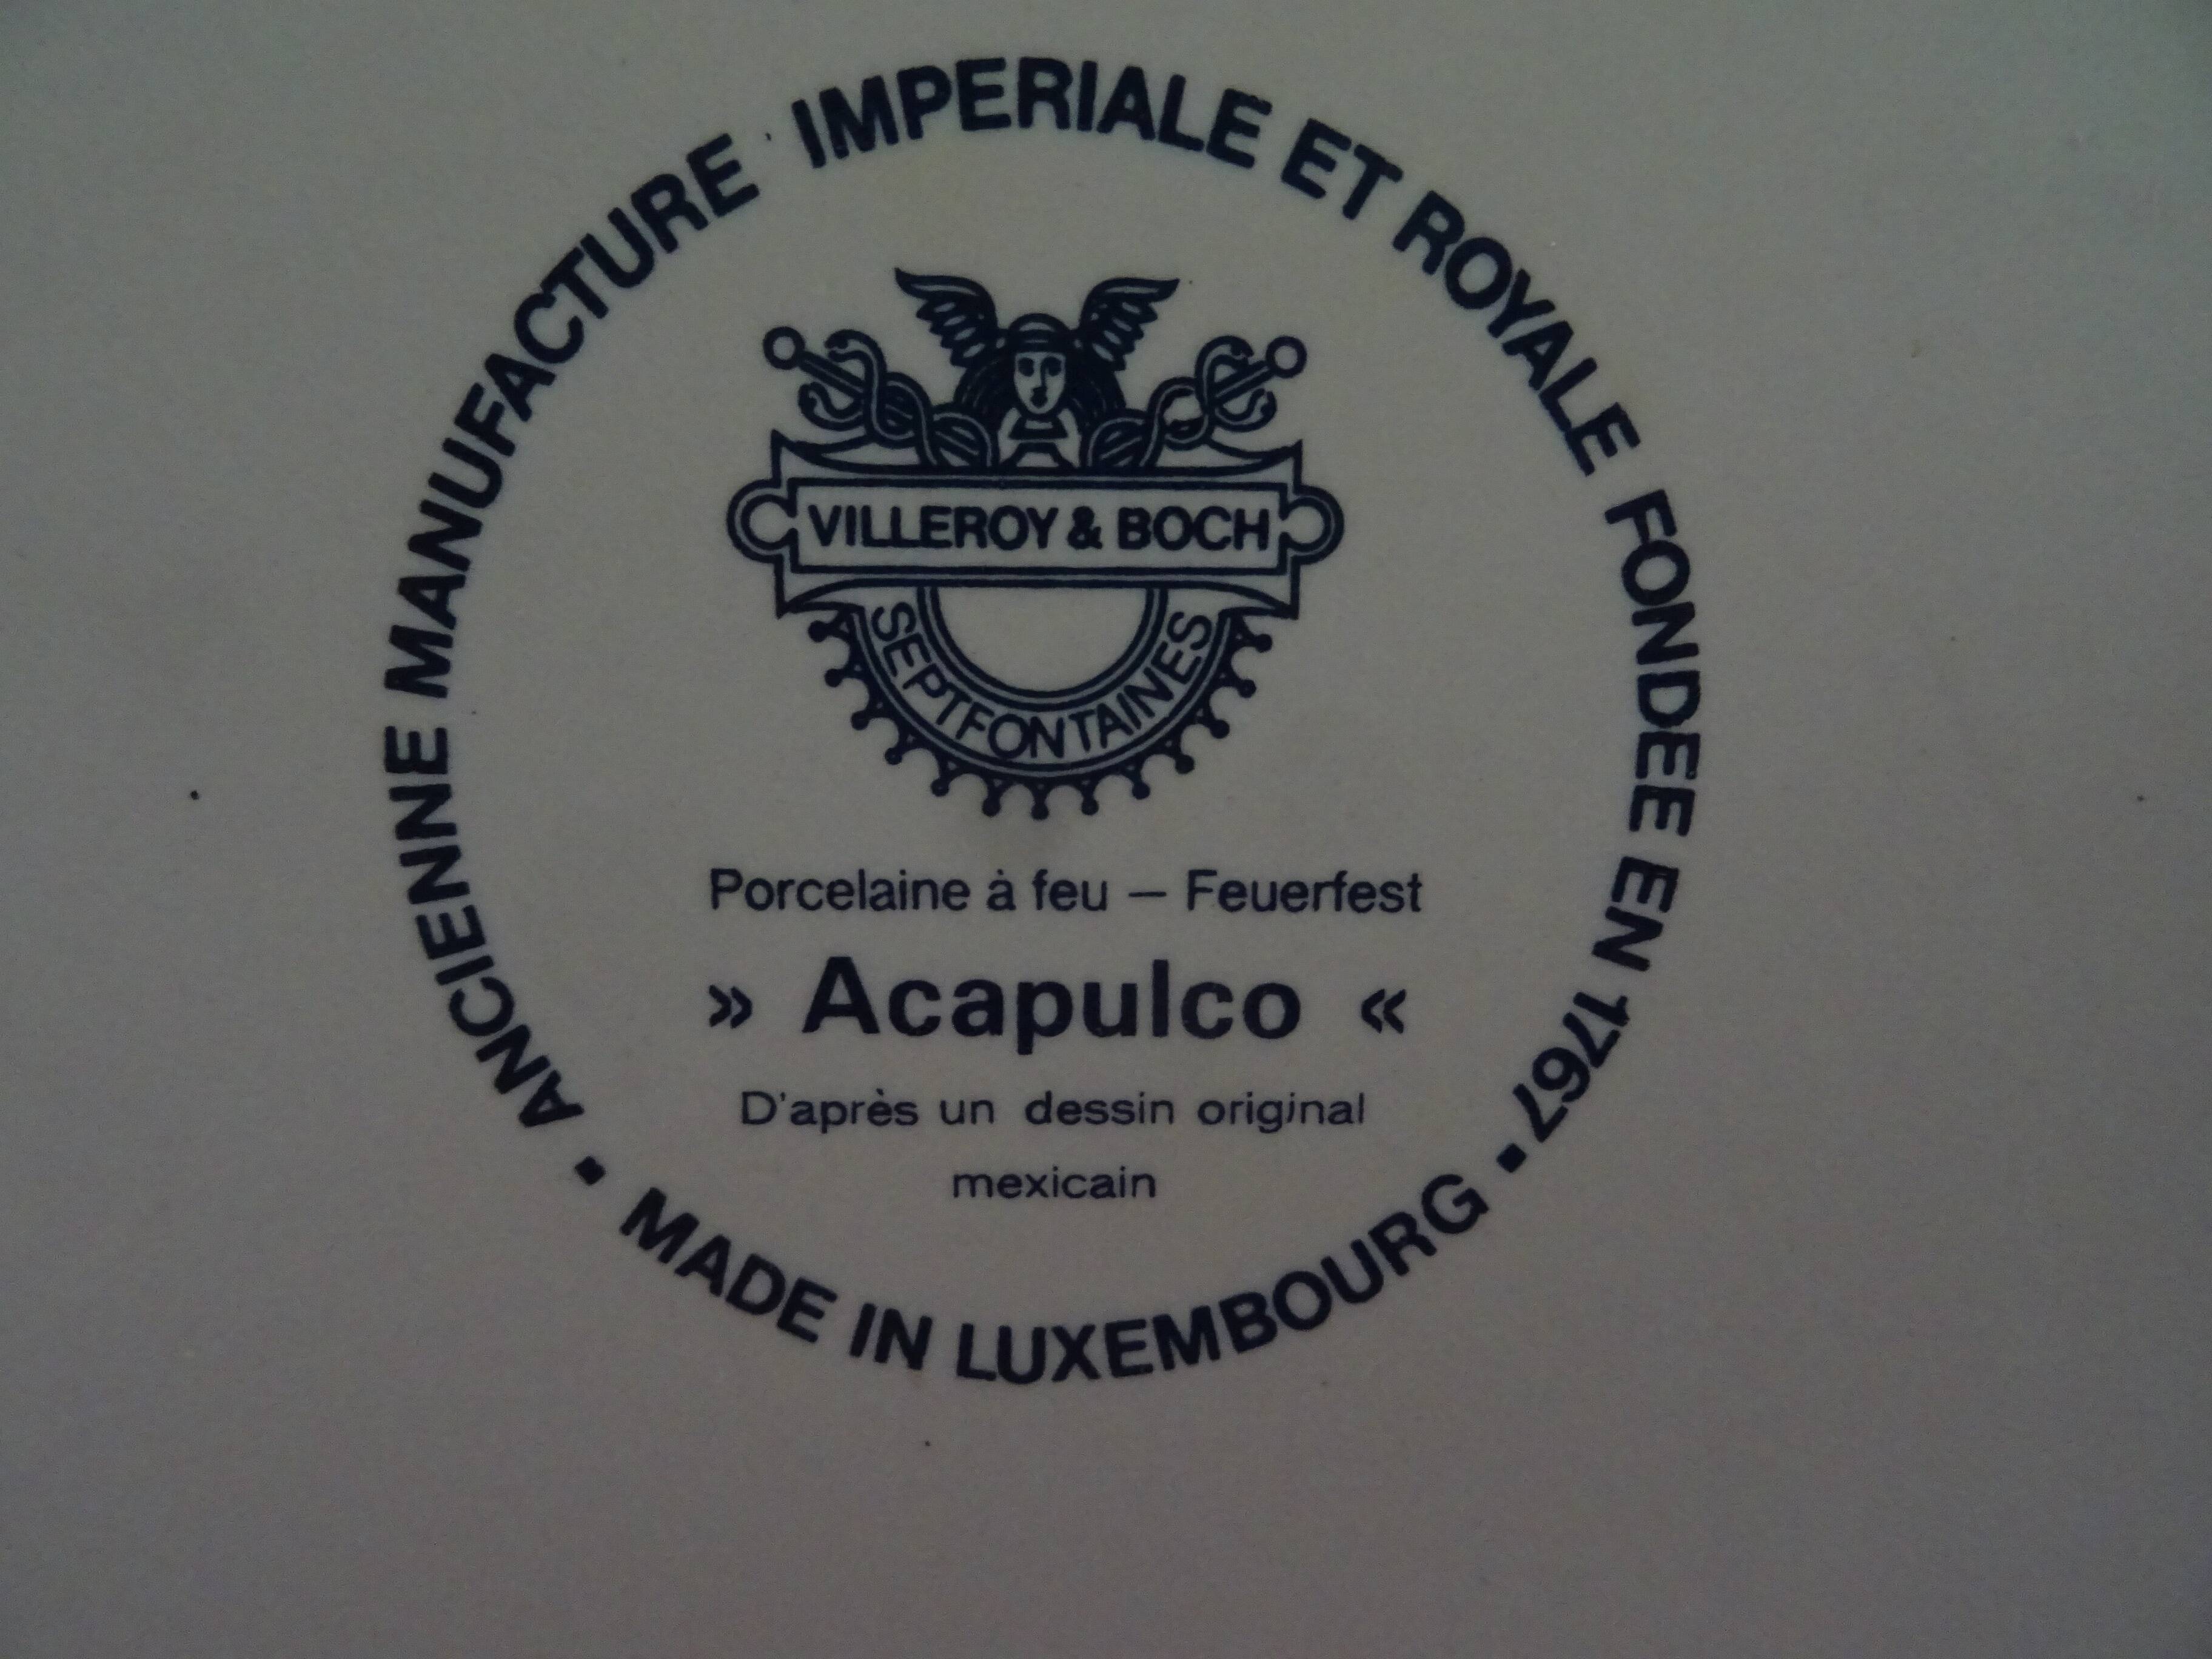 ANCIENNE MANUFACTURE IMPERIALE ET ROYALE FONDEE EN 1767 •
VILLEROY & BOCH
SEPTFONTAINES
Porcelaine à feu — Feuerfest
» Acapulco «
D'après un dessin original
mexicain
• MADE IN LUXEMBOURG